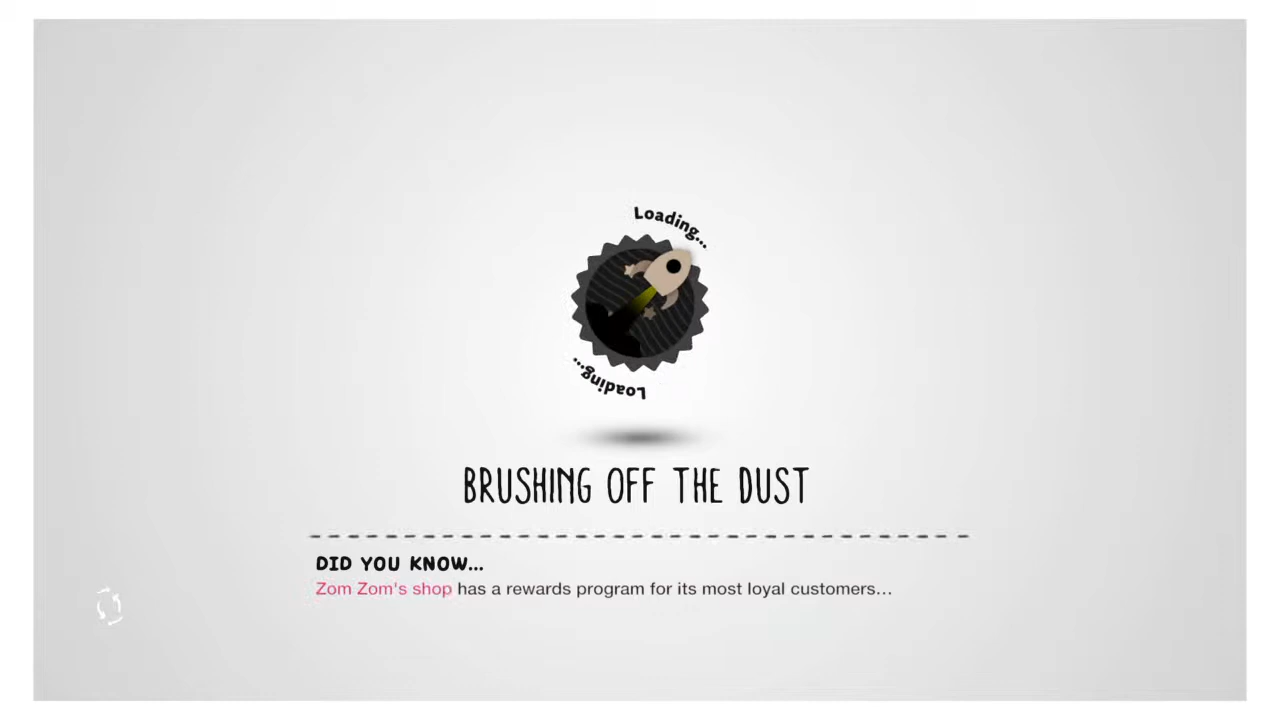 Loading...
Loading...
BRUSHING OFF THE DUST
DID YOU KNOW...
Zom Zom's shop has a rewards program for its most loyal customers...